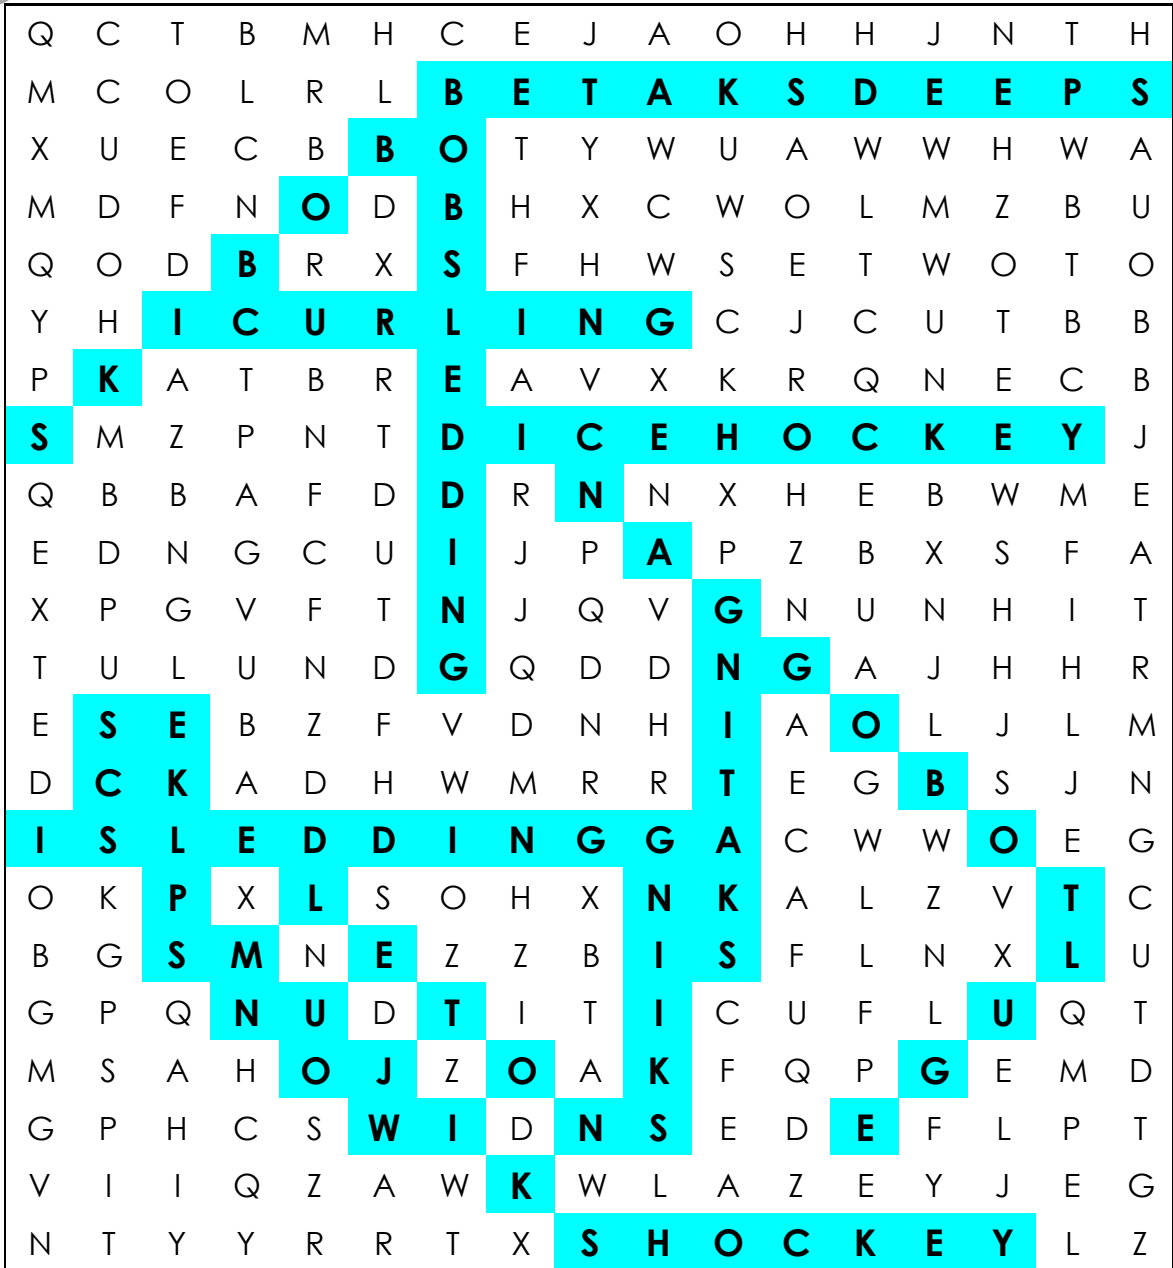 Q C T B M H C E J A O H H J N T H
M C O L R L B E T A K S D E E P S
X U E C B B O T Y W U A W W H W A
M D F N O D B H X C W O L M Z B U
Q O D B R X S F H W S E T W O T O
Y H I C U R L I N G C J C U T B B
P K A T B R E A V X K R Q N E C B
S M Z P N T D I C E H O C K E Y J
Q B B A F D D R N N X H E B W M E
E D N G C U I J P A P Z B X S F A
X P G V F T N J Q V G N U N H I T
T U L U N D G Q D D N G A J H H R
E S E B Z F V D N H I A O L J L M
D C K A D H W M R R T E G B S J N
I S L E D D I N G G A C W W O E G
O K P X L S O H X N K A L Z V T C
B G S M N E Z Z B I S F L N X L U
G P Q N U D T I T I C U F L U Q T
M S A H O J Z O A K F Q P G E M D
G P H C S W I D N S E D E F L P T
V I I Q Z A W K W L A Z E Y J E G
N T Y Y R R T X S H O C K E Y L Z